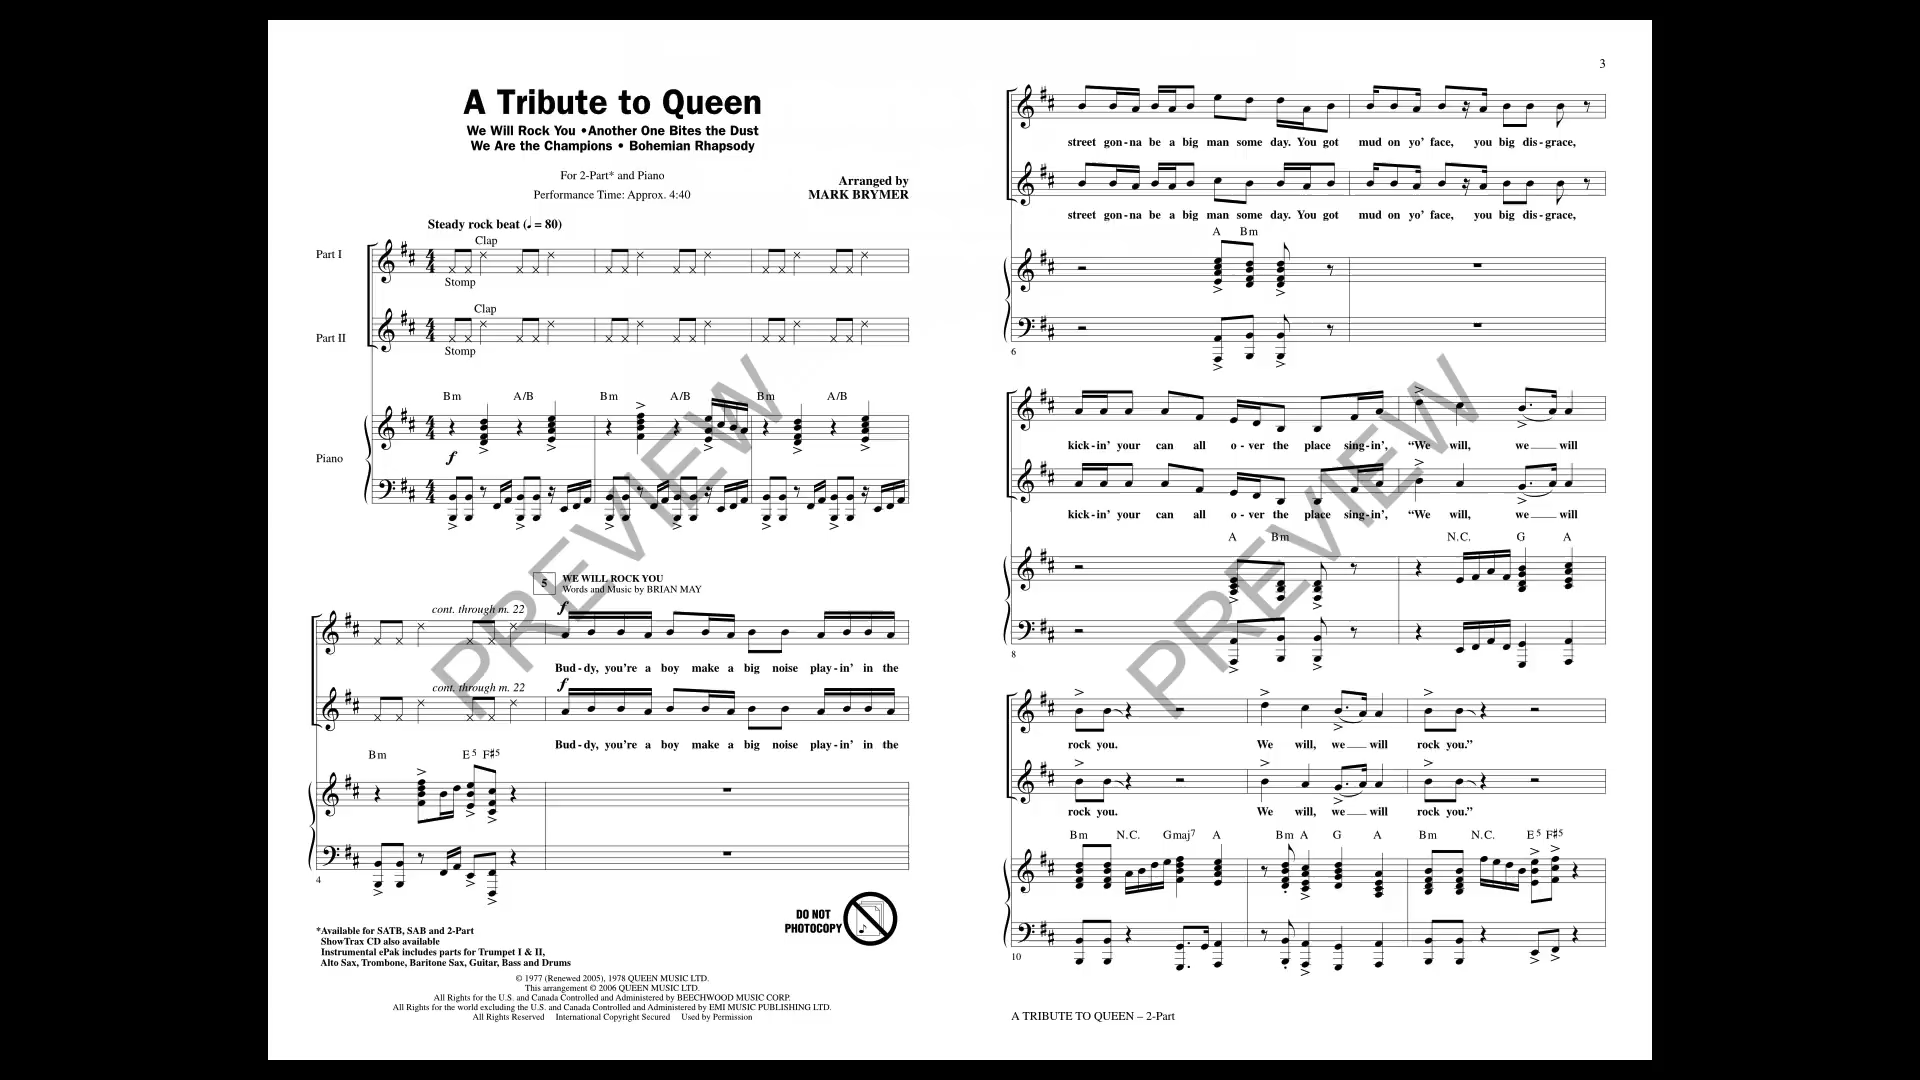 A Tribute to Queen
We Will Rock You •Another One Bites the Dust
We Are the Champions • Bohemian Rhapsody
For 2-Part* and Piano
Performance Time: Approx. 4:40
Arranged by
MARK BRYMER
Steady rock beat (♩ = 80)
Part I
Clap
Stomp
Part II
Clap
Stomp
Bm A/B Bm A/B Bm A/B
Piano
f
5
WE WILL ROCK YOU
Words and Music by BRIAN MAY
cont. through m. 22
f
Bud - dy, you're a boy make a big noise play - in' in the
cont. through m. 22
f
Bud - dy, you're a boy make a big noise play - in' in the
Bm E5 F♯5
4
*Available for SATB, SAB and 2-Part
ShowTrax CD also available
Instrumental ePak includes parts for Trumpet I & II,
Alto Sax, Trombone, Baritone Sax, Guitar, Bass and Drums
DO NOT
PHOTOCOPY
© 1977 (Renewed 2005), 1978 QUEEN MUSIC LTD.
This arrangement © 2006 QUEEN MUSIC LTD.
All Rights for the U.S. and Canada Controlled and Administered by BEECHWOOD MUSIC CORP.
All Rights for the world excluding the U.S. and Canada Controlled and Administered by EMI MUSIC PUBLISHING LTD.
All Rights Reserved International Copyright Secured Used by Permission
PREVIEW
3
street gon - na be a big man some day. You got mud on yo' face, you big dis - grace,
street gon - na be a big man some day. You got mud on yo' face, you big dis - grace,
A Bm
6
kick - in' your can all o - ver the place sing - in', “We will, we will
kick - in' your can all o - ver the place sing - in', “We will, we will
A Bm N.C. G A
8
rock you. We will, we will rock you.”
rock you. We will, we will rock you.”
Bm N.C. Gmaj7 A Bm A G A Bm N.C. E5 F♯5
10
A TRIBUTE TO QUEEN – 2-Part
PREVIEW